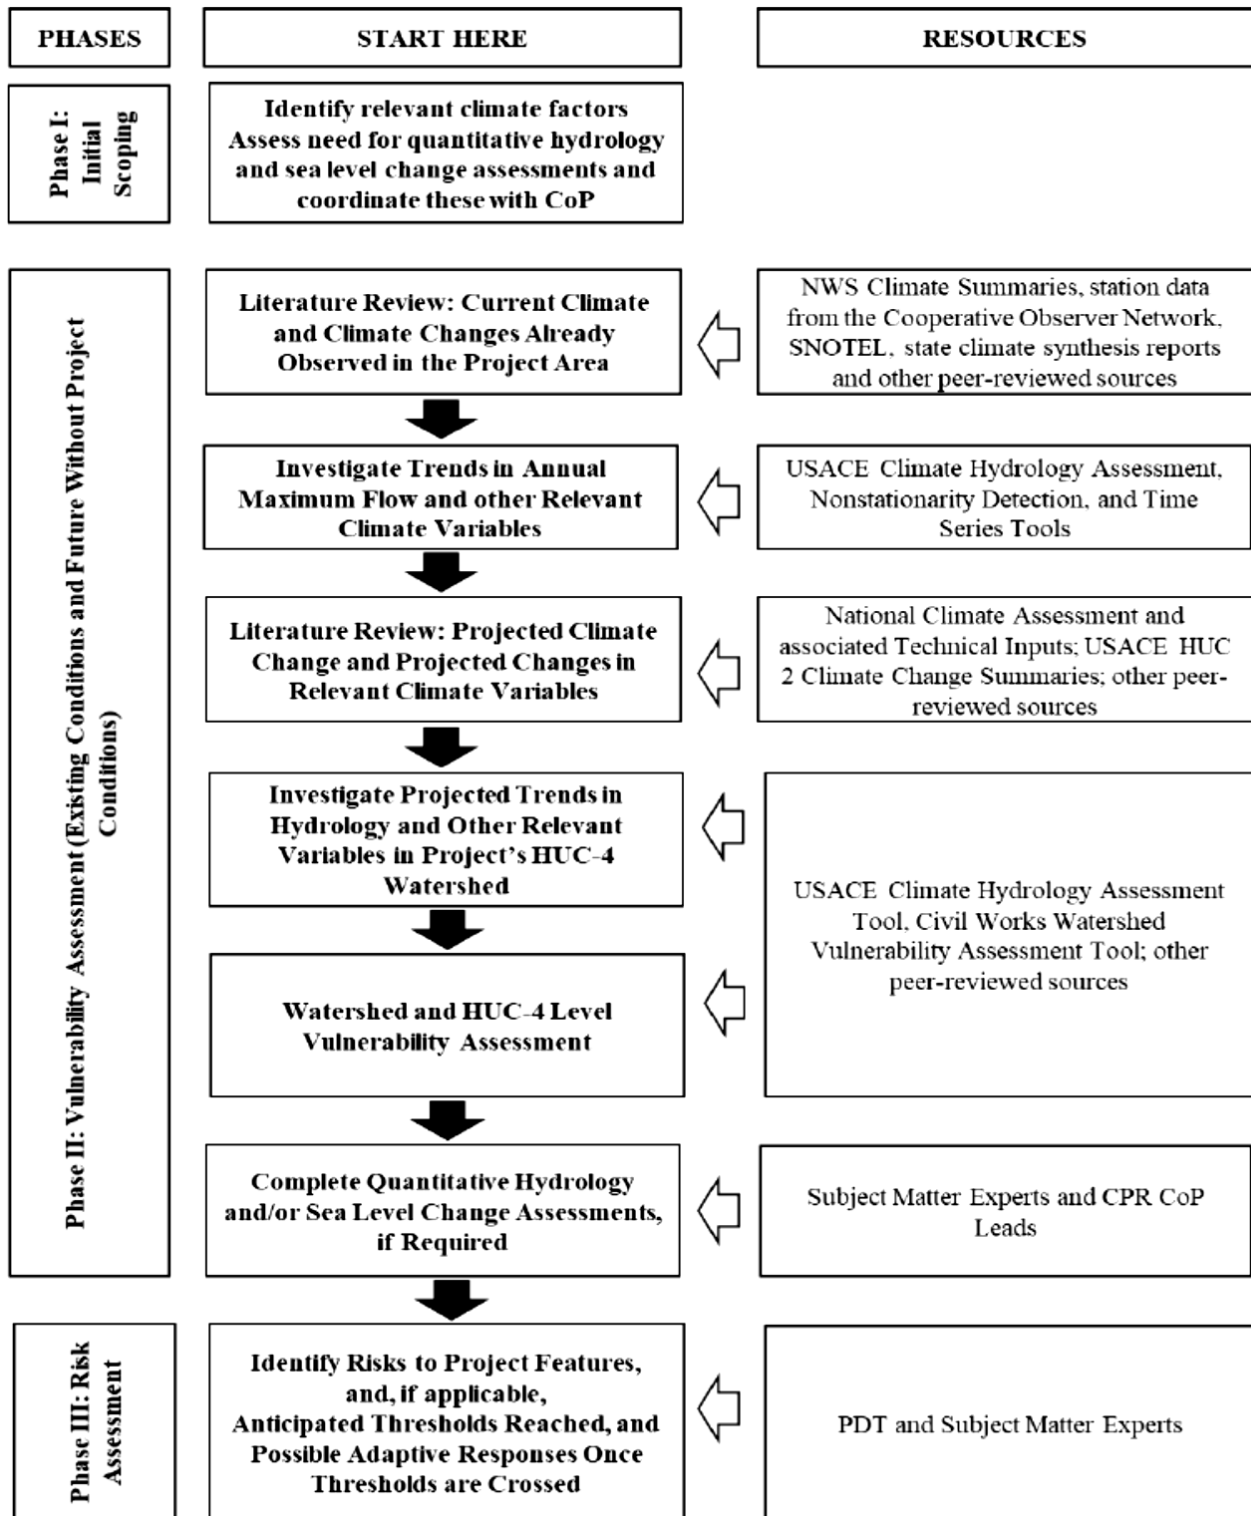 PHASES
START HERE
RESOURCES
Phase I:
Initial
Scoping
Identify relevant climate factors
Assess need for quantitative hydrology
and sea level change assessments and
coordinate these with CoP
Phase II: Vulnerability Assessment (Existing Conditions and Future Without Project
Conditions)
Literature Review: Current Climate
and Climate Changes Already
Observed in the Project Area
NWS Climate Summaries, station data
from the Cooperative Observer Network,
SNOTEL, state climate synthesis reports
and other peer-reviewed sources
Investigate Trends in Annual
Maximum Flow and other Relevant
Climate Variables
USACE Climate Hydrology Assessment,
Nonstationarity Detection, and Time
Series Tools
Literature Review: Projected Climate
Change and Projected Changes in
Relevant Climate Variables
National Climate Assessment and
associated Technical Inputs; USACE HUC
2 Climate Change Summaries; other peer-
reviewed sources
Investigate Projected Trends in
Hydrology and Other Relevant
Variables in Project's HUC-4
Watershed
USACE Climate Hydrology Assessment
Tool, Civil Works Watershed
Vulnerability Assessment Tool; other
peer-reviewed sources
Watershed and HUC-4 Level
Vulnerability Assessment
Complete Quantitative Hydrology
and/or Sea Level Change Assessments,
if Required
Subject Matter Experts and CPR CoP
Leads
Phase III: Risk
Assessment
Identify Risks to Project Features,
and, if applicable,
Anticipated Thresholds Reached, and
Possible Adaptive Responses Once
Thresholds are Crossed
PDT and Subject Matter Experts